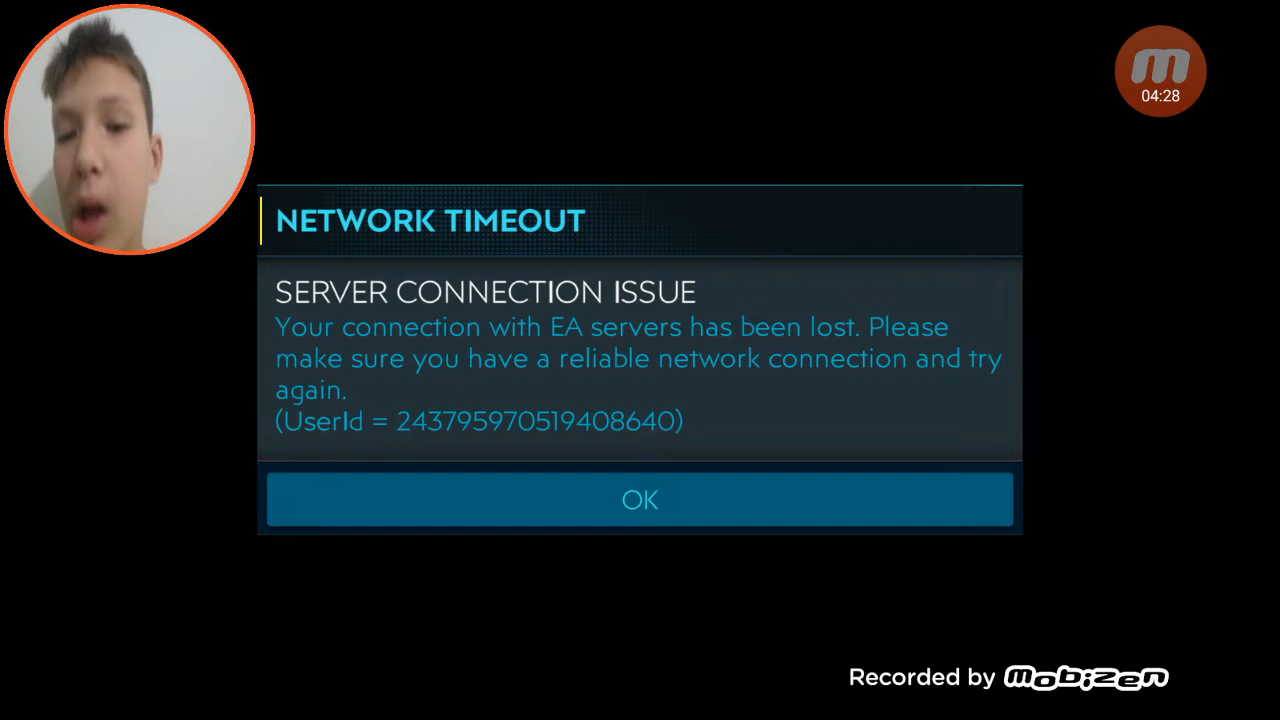 04:28
NETWORK TIMEOUT
SERVER CONNECTION ISSUE
Your connection with EA servers has been lost. Please
make sure you have a reliable network connection and try
again.
(UserId = 243795970519408640)
OK
Recorded by mobizen